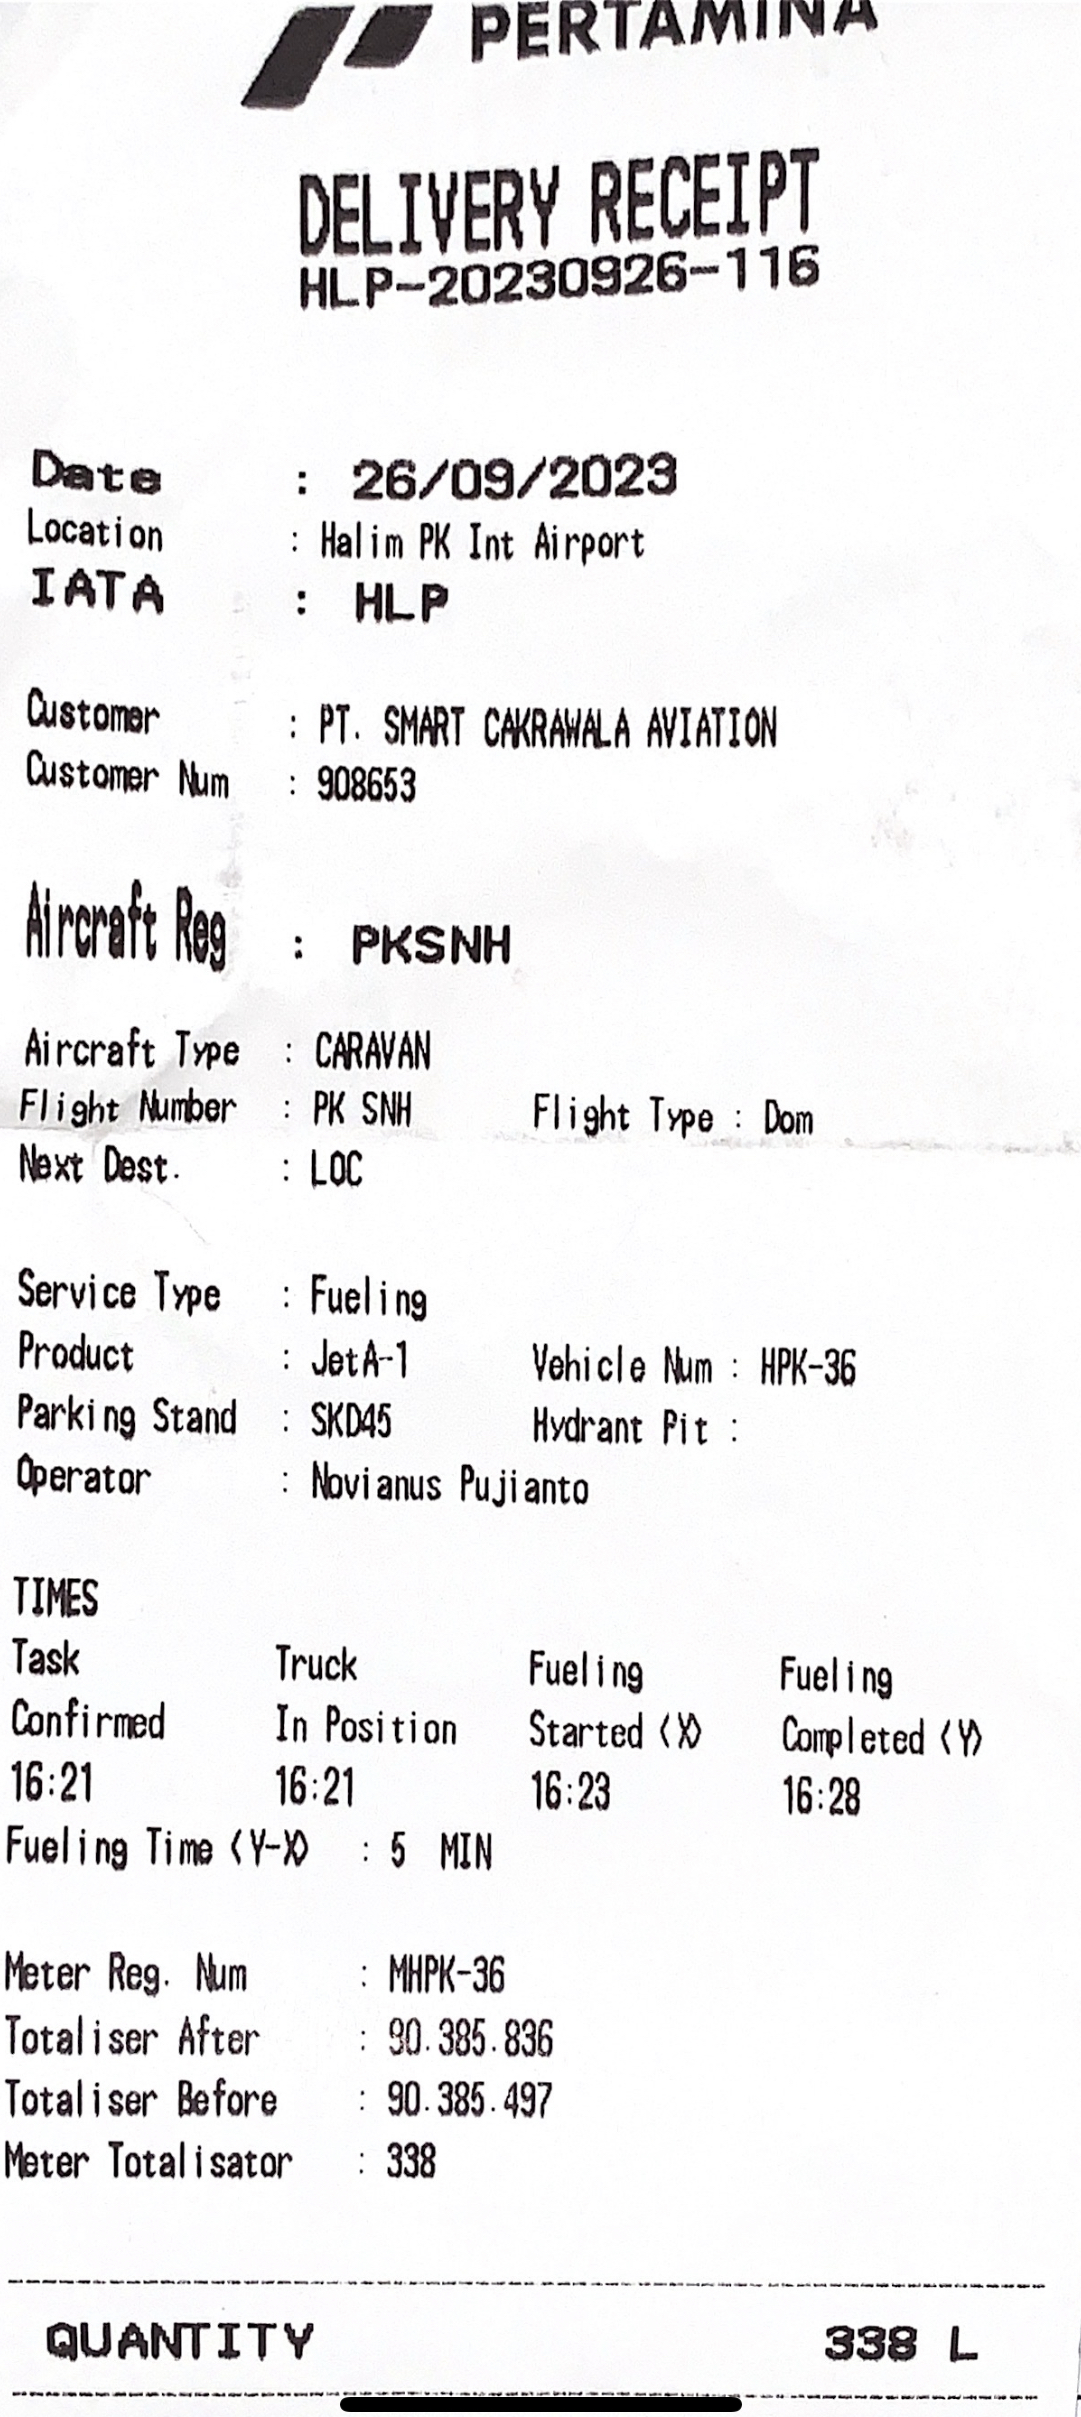 PERTAMINA
DELIVERY RECEIPT
HLP-20230926-116
Date : 26/09/2023
Location : Halim PK Int Airport
IATA : HLP
Customer : PT. SMART CAKRAWALA AVIATION
Customer Num : 908653
Aircraft Reg : PKSNH
Aircraft Type : CARAVAN
Flight Number : PK SNH Flight Type : Dom
Next Dest. : LOC
Service Type : Fueling
Product : JetA-1 Vehicle Num : HPK-36
Parking Stand : SKD45 Hydrant Pit :
Operator : Novianus Pujianto
TIMES
Task Truck Fueling Fueling
Confirmed In Position Started (X) Completed (Y)
16:21 16:21 16:23 16:28
Fueling Time (Y-X) : 5 MIN
Meter Reg. Num : MHPK-36
Totaliser After : 90.385.836
Totaliser Before : 90.385.497
Meter Totalisator : 338
QUANTITY 338 L